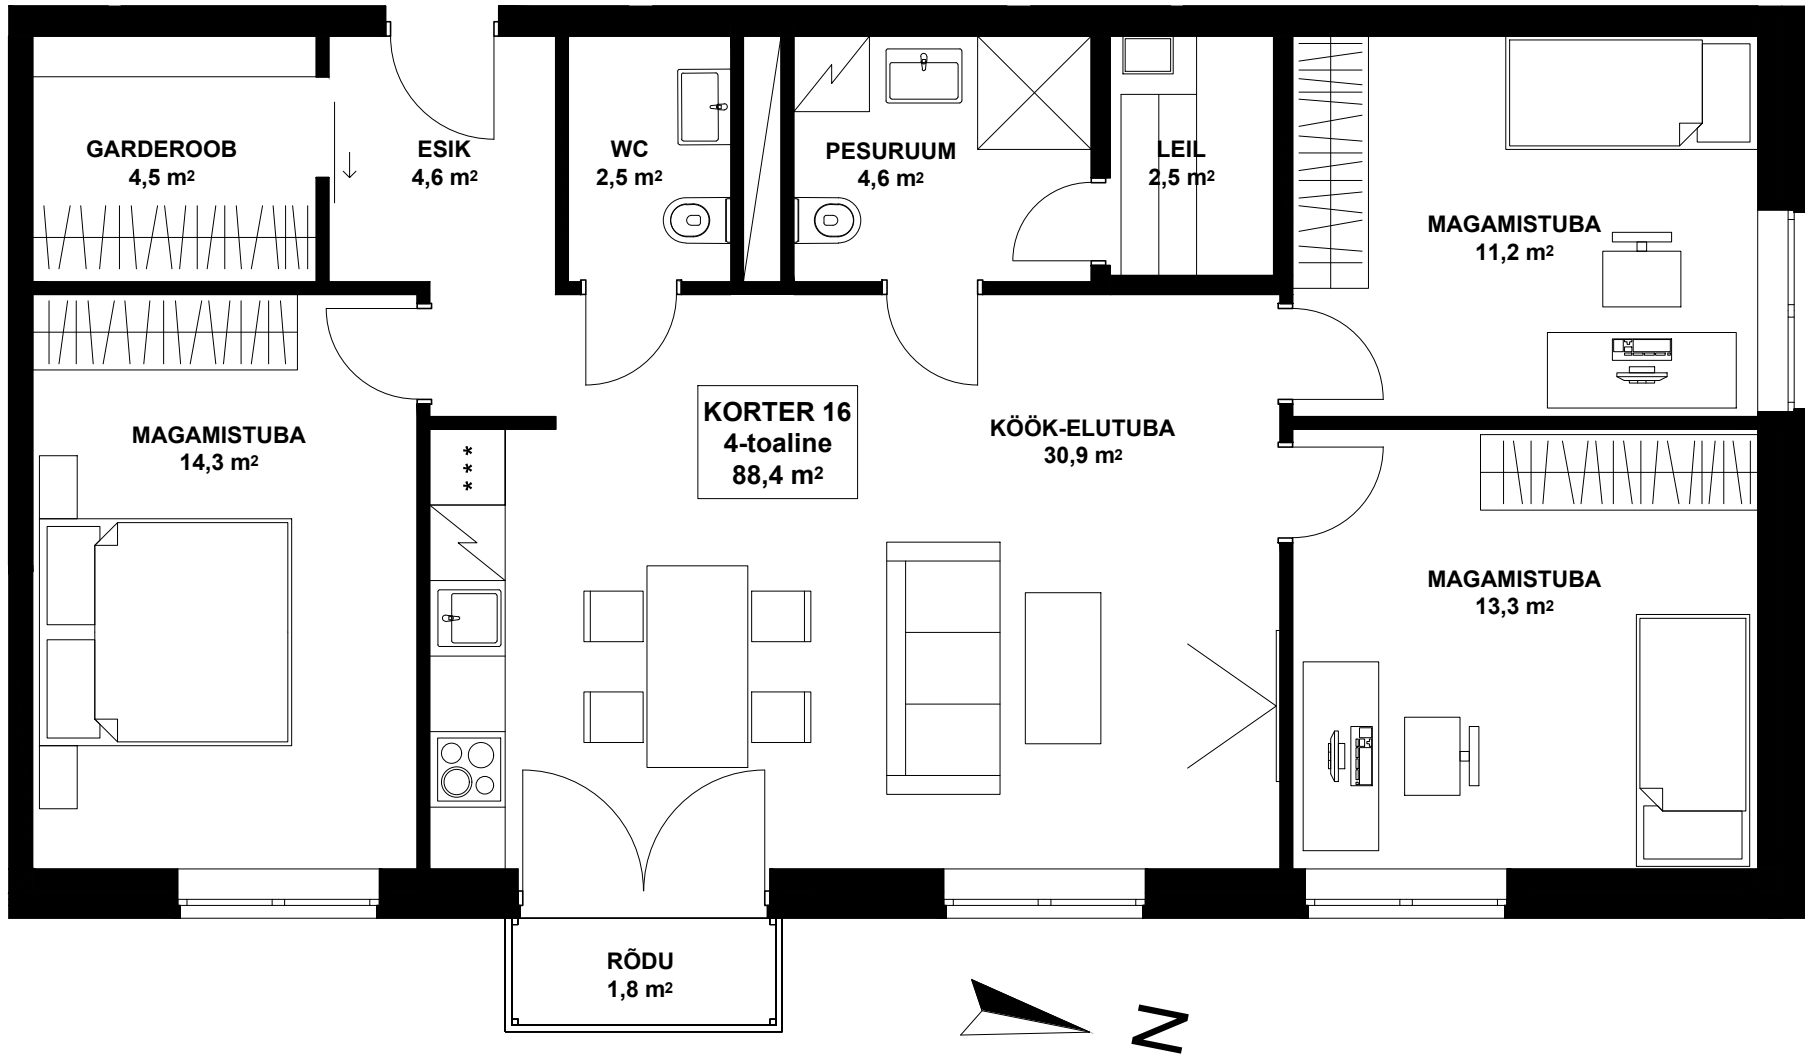 GARDEROOB
4,5 m²
ESIK
4,6 m²
WC
2,5 m²
PESURUUM
4,6 m²
LEIL
2,5 m²
MAGAMISTUBA
11,2 m²
MAGAMISTUBA
14,3 m²
***
KORTER 16
4-toaline
88,4 m²
KÖÖK-ELUTUBA
30,9 m²
MAGAMISTUBA
13,3 m²
RÕDU
1,8 m²
N